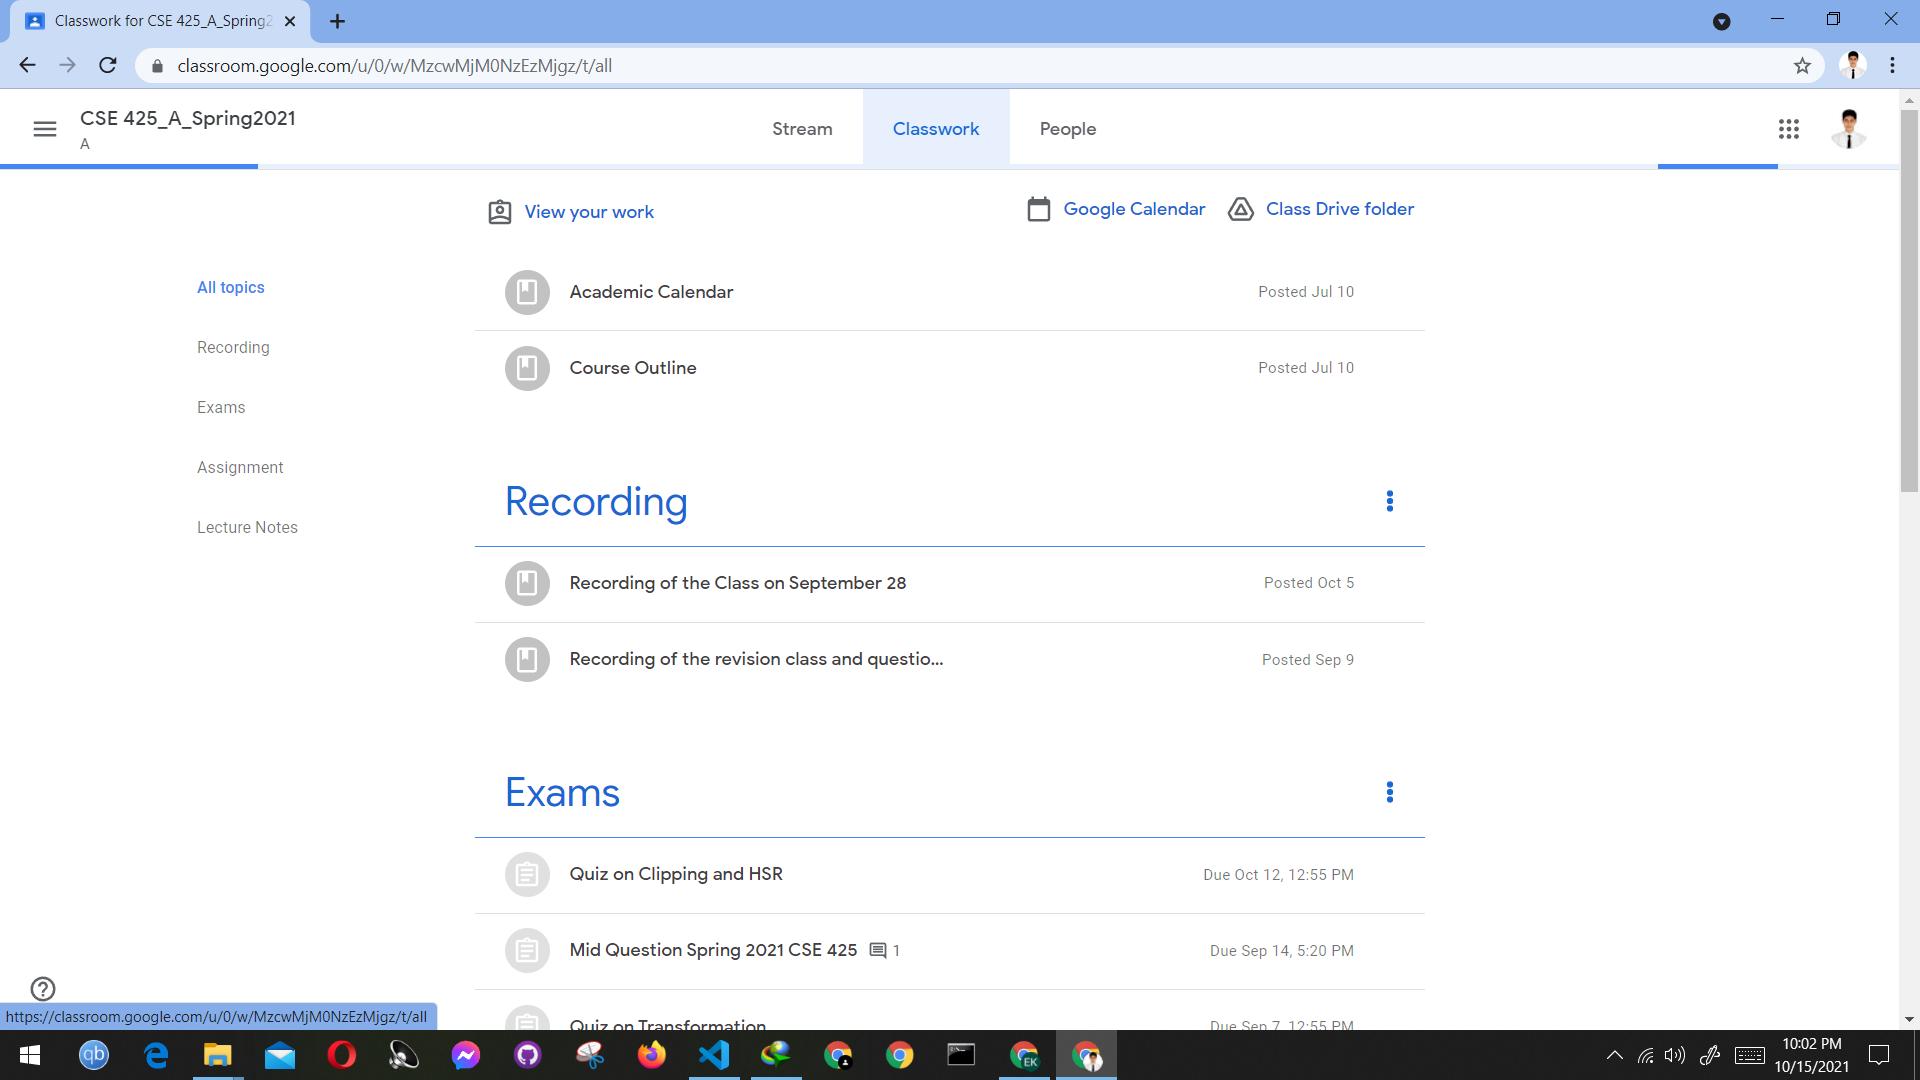 Classwork for CSE 425_A_Spring2
classroom.google.com/u/0/w/MzcwMjM0NzEzMjgz/t/all
CSE 425_A_Spring2021
A
Stream
Classwork
People
View your work
Google Calendar
Class Drive folder
All topics
Recording
Exams
Assignment
Lecture Notes
Academic Calendar
Posted Jul 10
Course Outline
Posted Jul 10
Recording
Recording of the Class on September 28
Posted Oct 5
Recording of the revision class and questio...
Posted Sep 9
Exams
Quiz on Clipping and HSR
Due Oct 12, 12:55 PM
Mid Question Spring 2021 CSE 425
1
Due Sep 14, 5:20 PM
Quiz on Transformation
Due Sep 7, 12:55 PM
https://classroom.google.com/u/0/w/MzcwMjM0NzEzMjgz/t/all
qb
EK
10:02 PM
10/15/2021